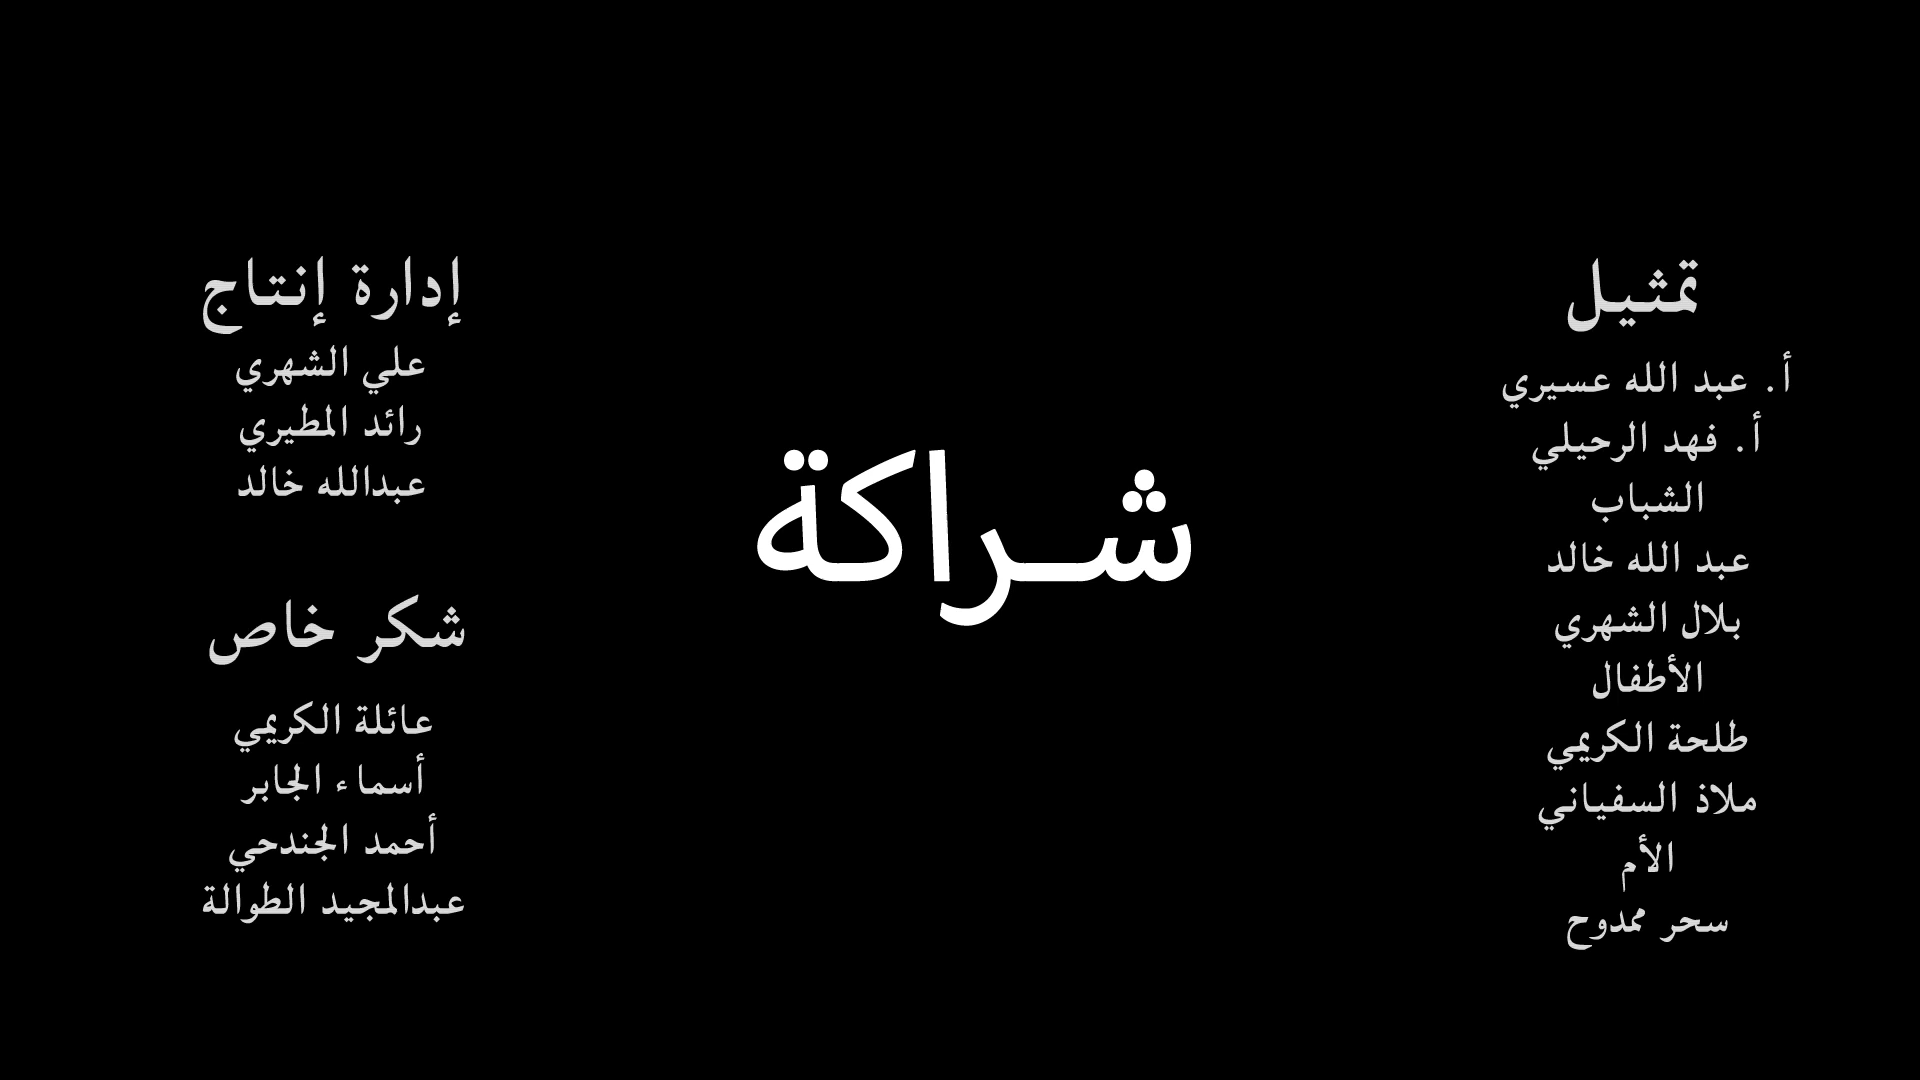 تمثيل
أ. عبد الله عسيري
أ. فهد الرحيلي
الشباب
عبد الله خالد
بلال الشهري
الأطفال
طلحة الكريمي
ملاذ السفياني
الأم
سحر ممدوح
شـراكة
إدارة إنتاج
علي الشهري
رائد المطيري
عبدالله خالد
شكر خاص
عائلة الكريمي
أسماء الجابر
أحمد الجندحي
عبدالمجيد الطوالة